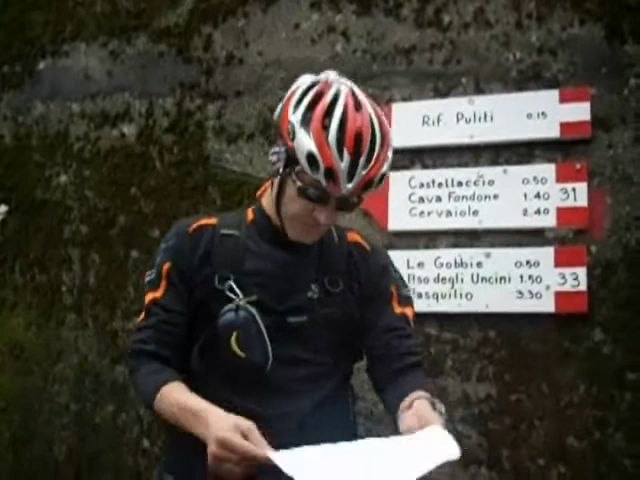 Rif. Puliti 0.15
Castellaccio 0.50
Cava Fondone 1.40 31
Cervaiole 2.40
Le Gobbie 0.50
P.so degli Uncini 1.50 33
Pasquilio 3.30